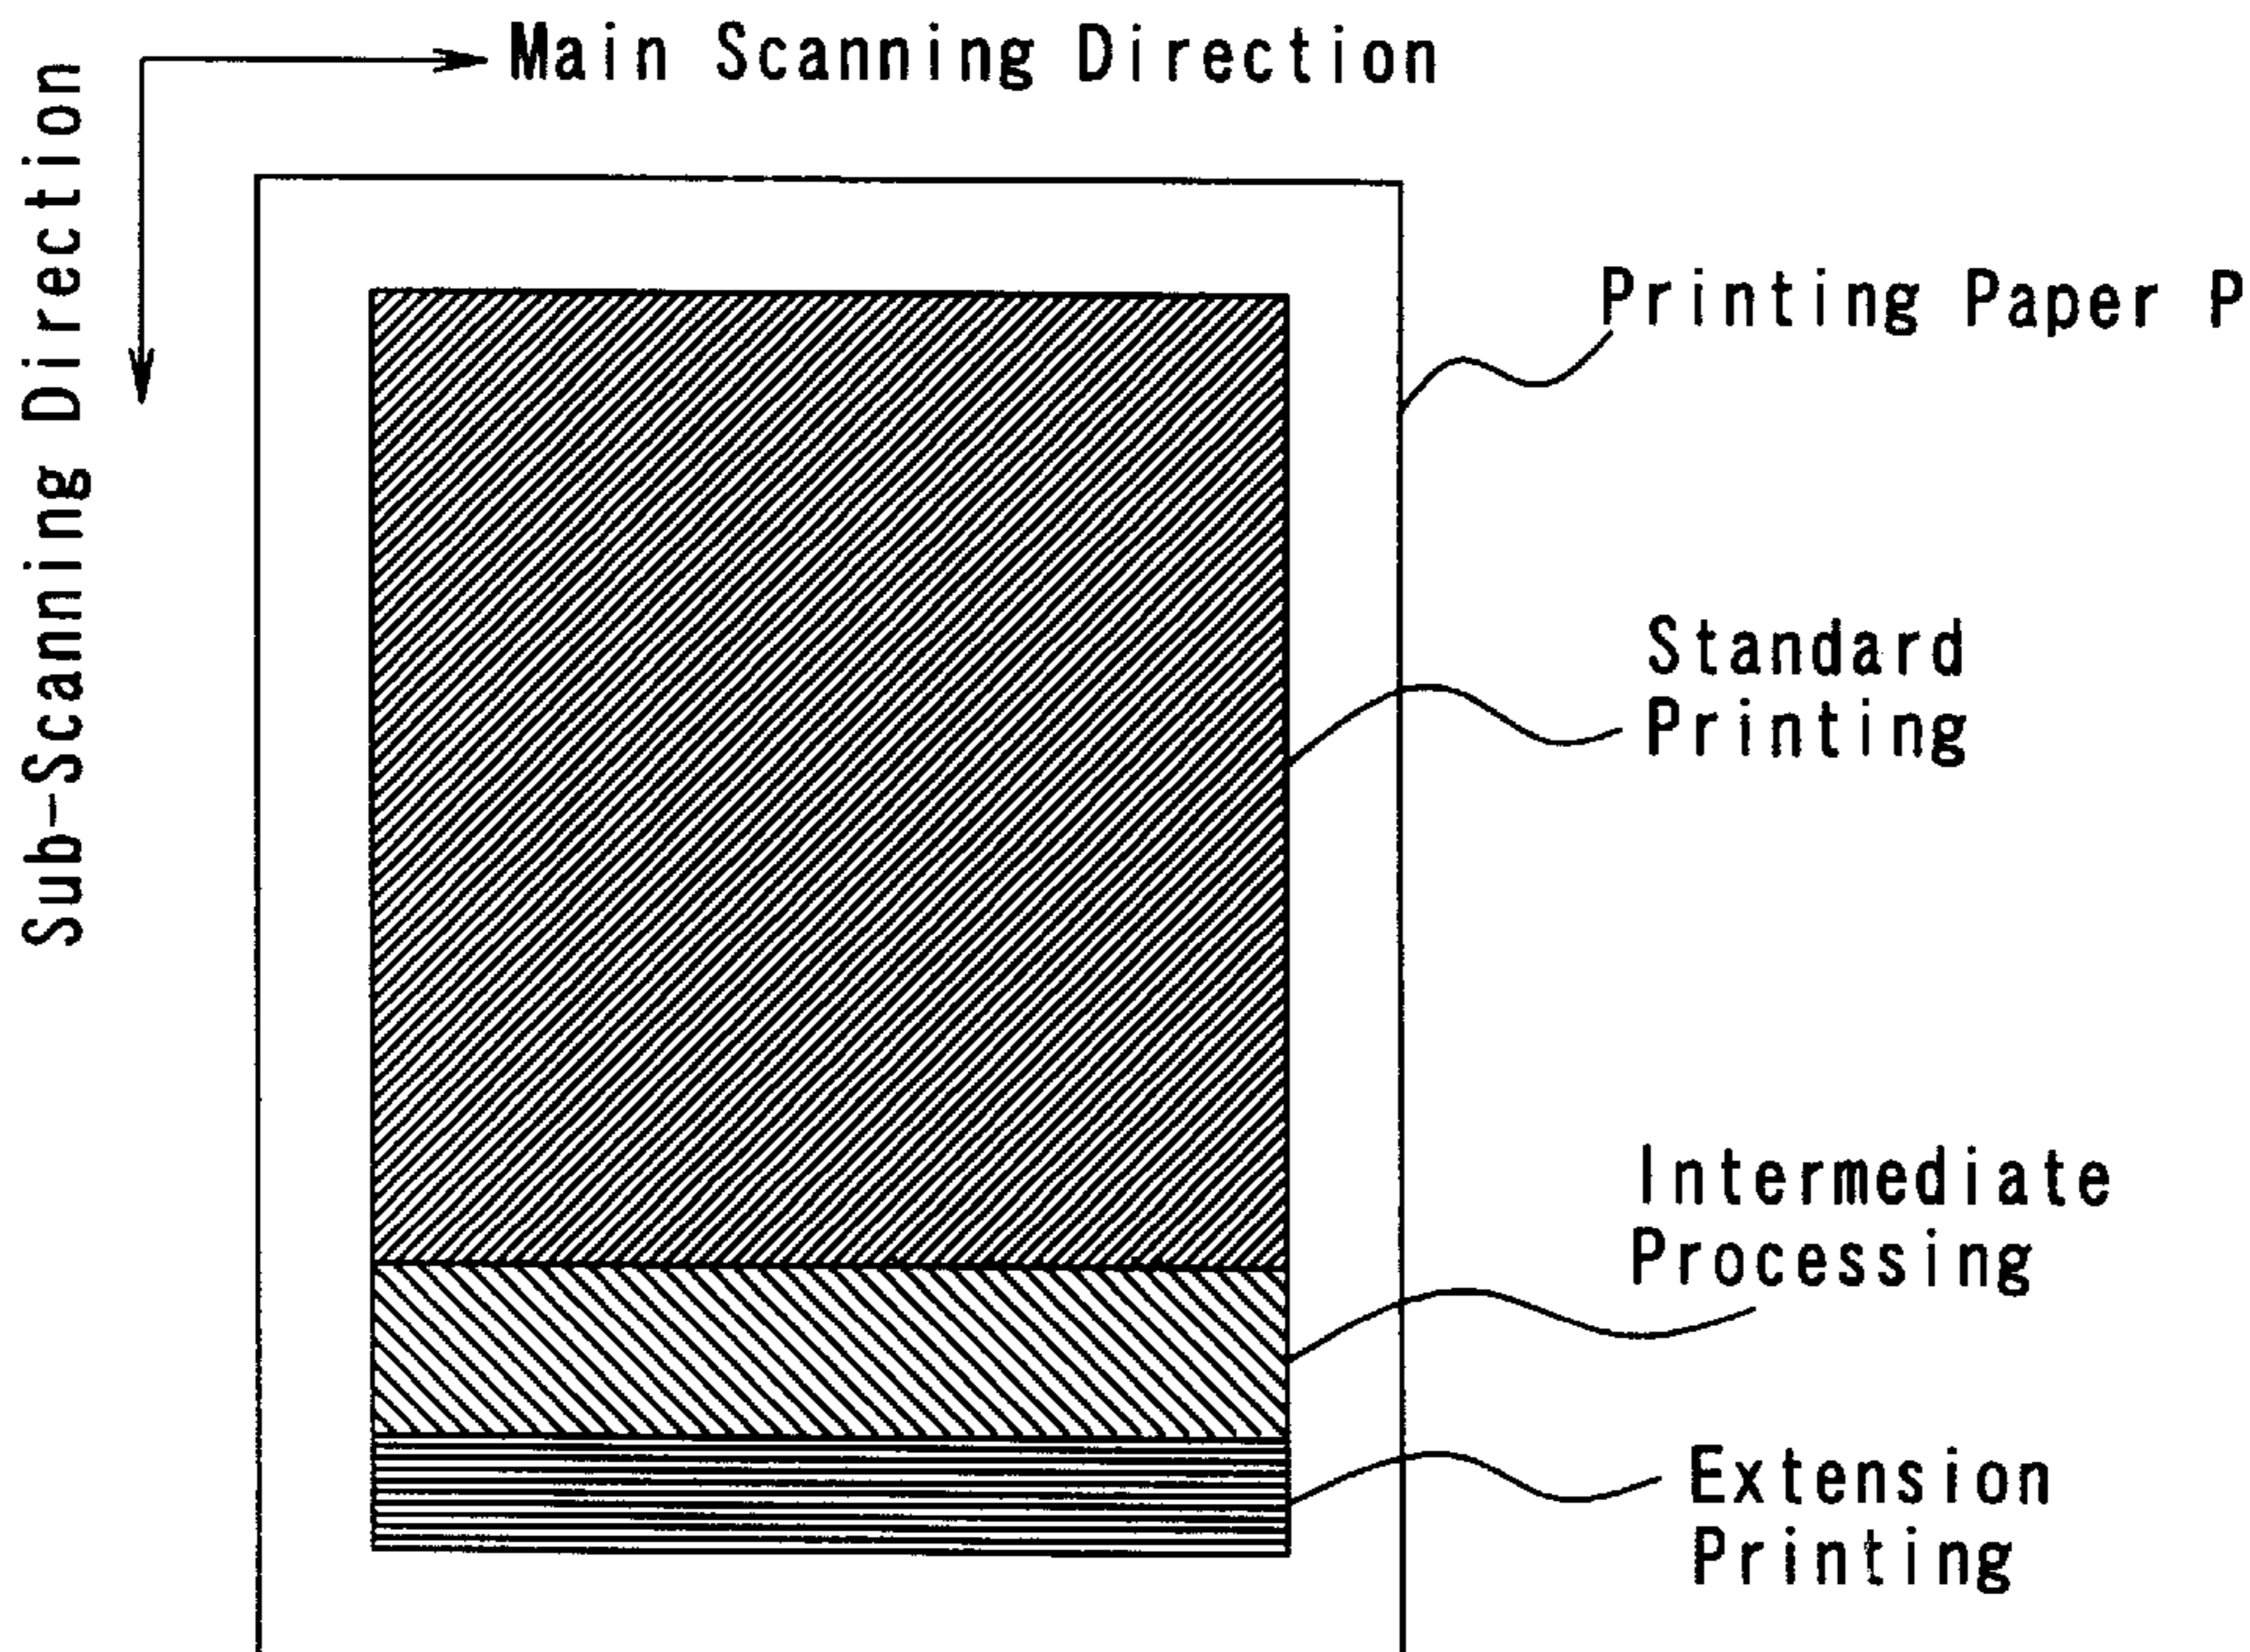 Main Scanning Direction
Sub-Scanning Direction
Printing Paper P
Standard
Printing
Intermediate
Processing
Extension
Printing